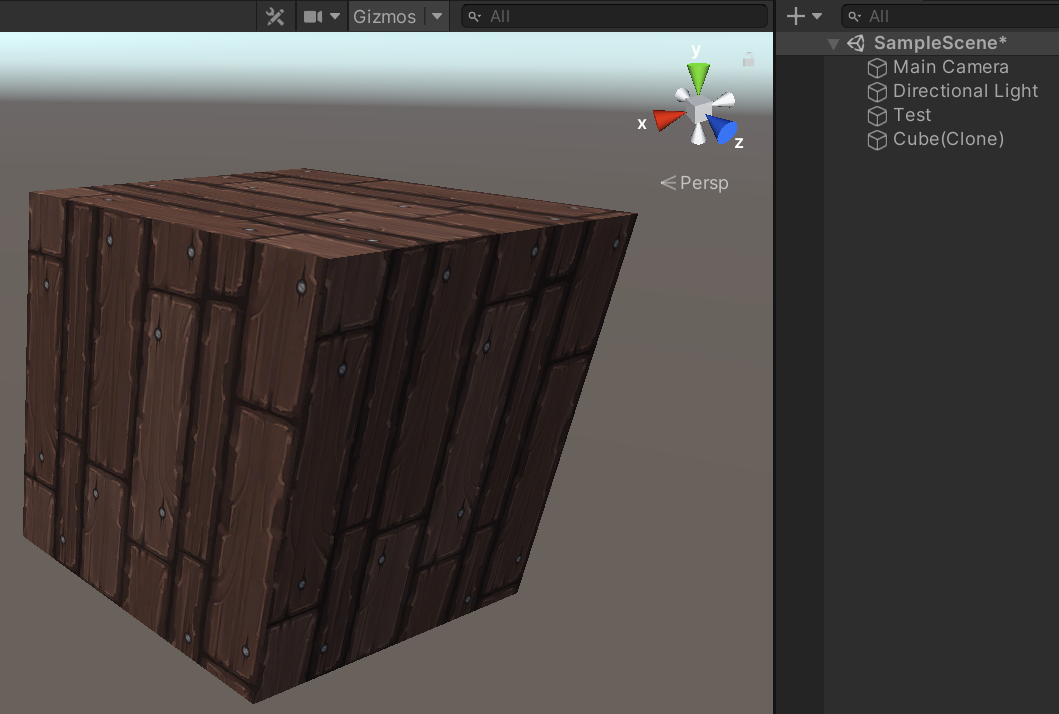 Gizmos All
All
SampleScene*
Main Camera
Directional Light
Test
Cube(Clone)
y
x
z
Persp